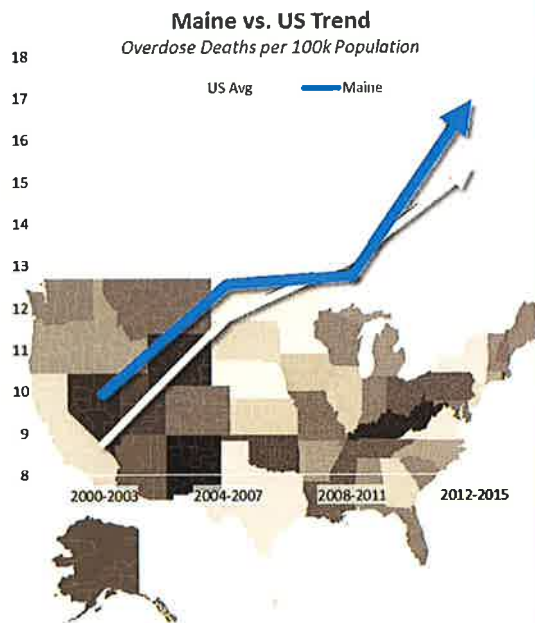 Maine vs. US Trend
Overdose Deaths per 100k Population
US Avg Maine
18
17
16
15
14
13
12
11
10
9
8
2000-2003 2004-2007 2008-2011 2012-2015